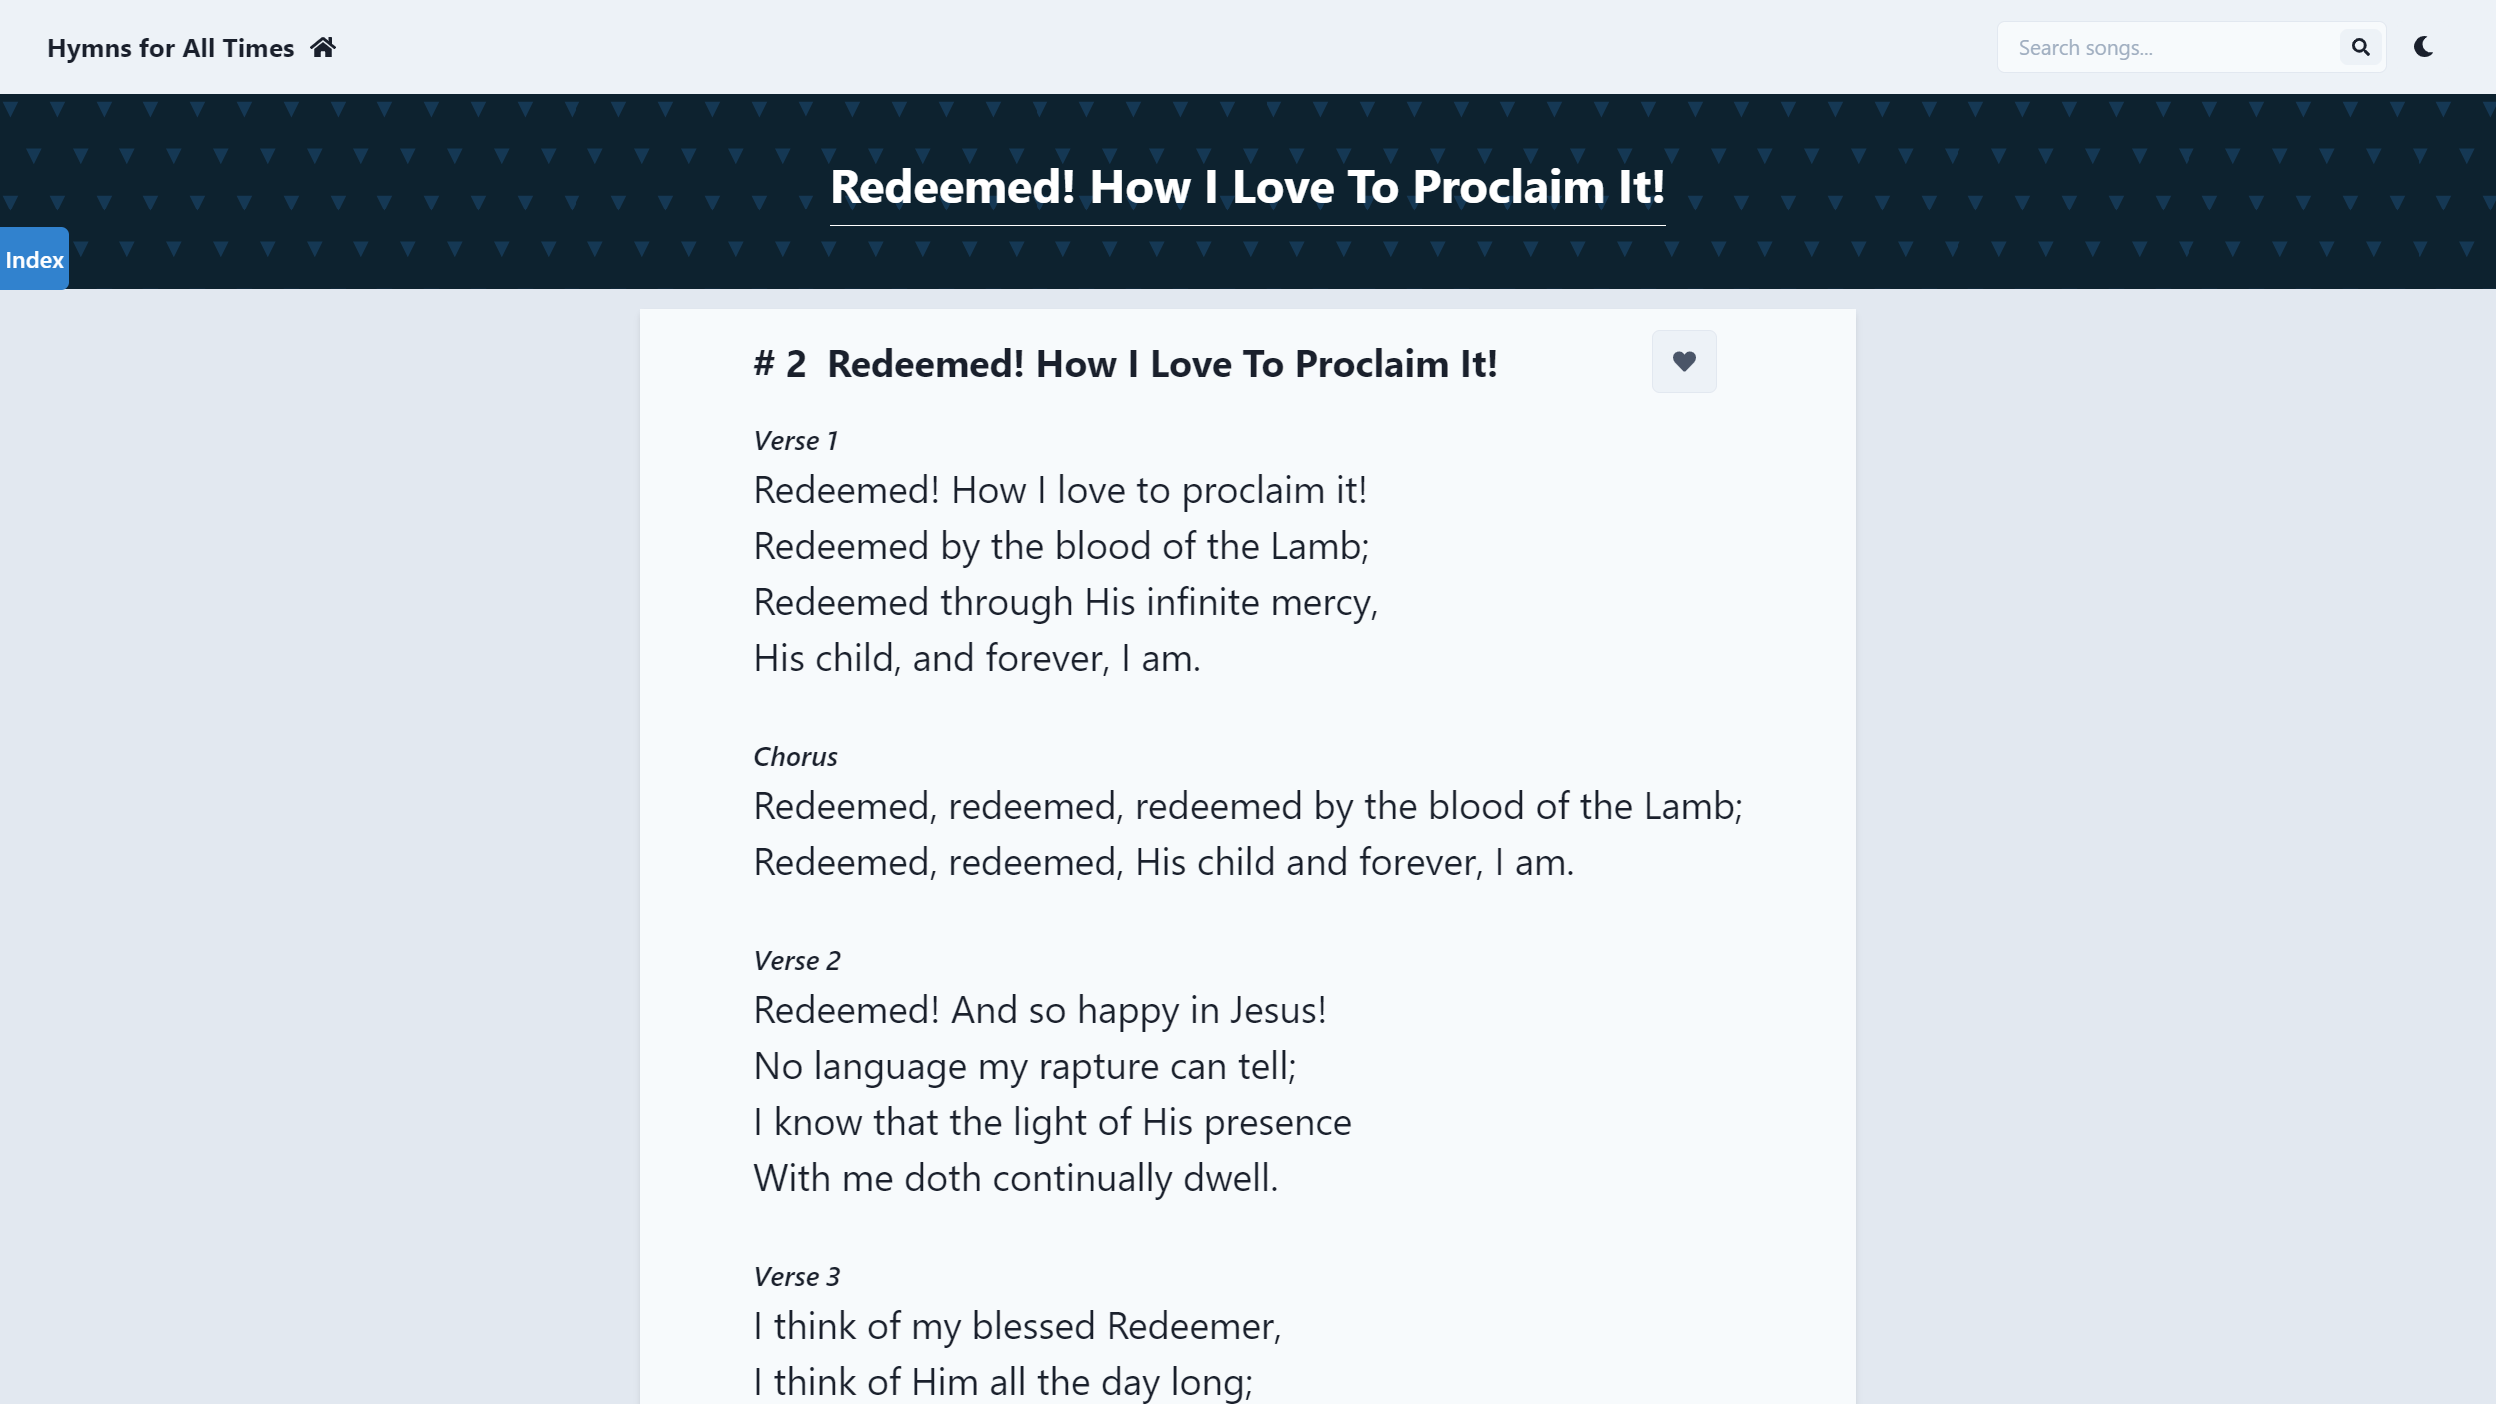 Hymns for All Times
Search songs...
Redeemed! How I Love To Proclaim It!
Index
# 2 Redeemed! How I Love To Proclaim It!
Verse 1
Redeemed! How I love to proclaim it!
Redeemed by the blood of the Lamb;
Redeemed through His infinite mercy,
His child, and forever, I am.
Chorus
Redeemed, redeemed, redeemed by the blood of the Lamb;
Redeemed, redeemed, His child and forever, I am.
Verse 2
Redeemed! And so happy in Jesus!
No language my rapture can tell;
I know that the light of His presence
With me doth continually dwell.
Verse 3
I think of my blessed Redeemer,
I think of Him all the day long;